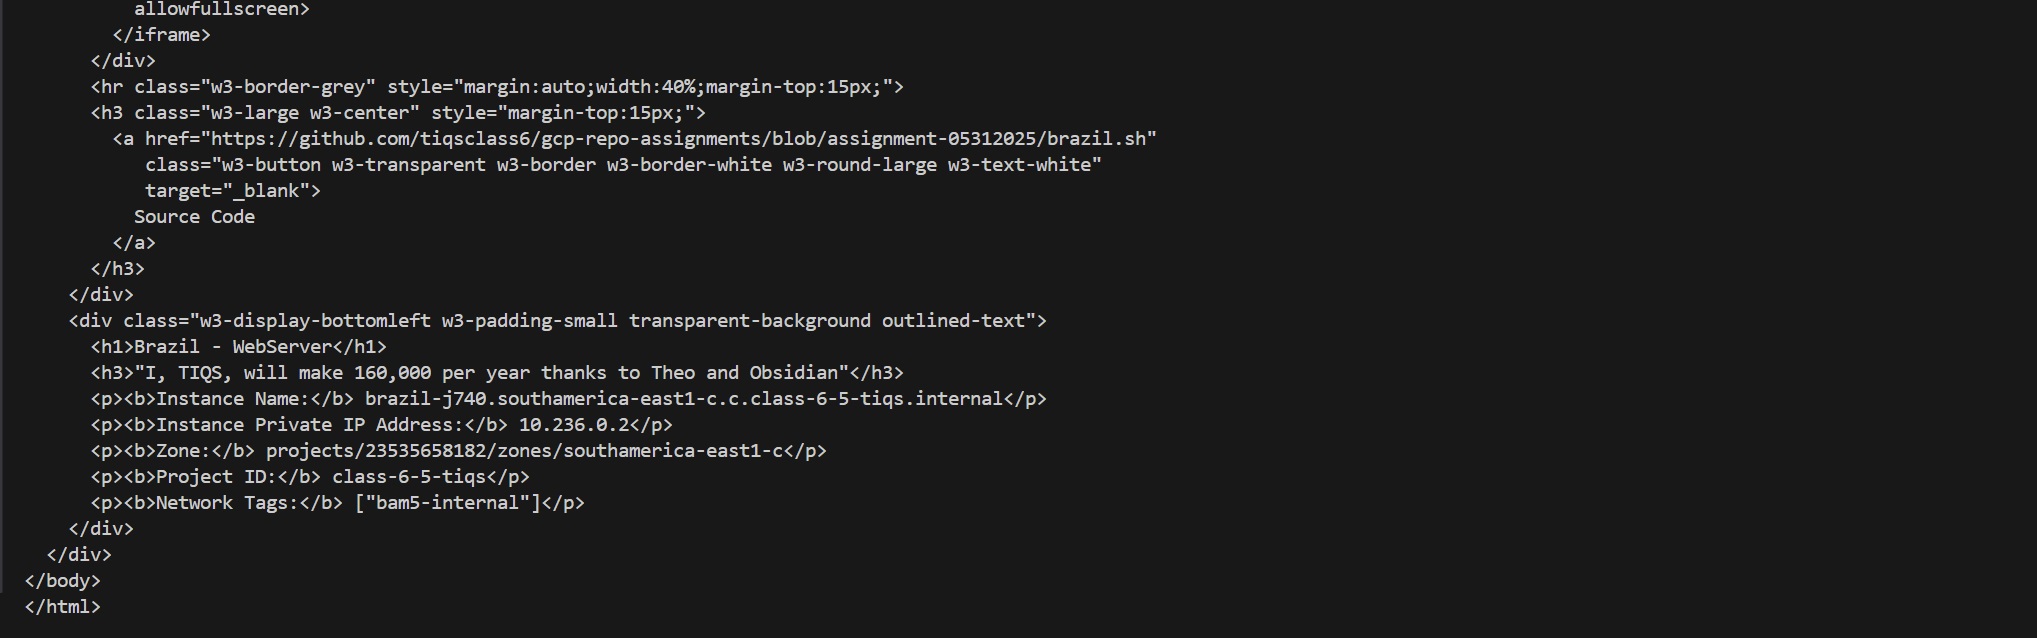 allowfullscreen>
</iframe>
</div>
<hr class="w3-border-grey" style="margin:auto;width:40%;margin-top:15px;">
<h3 class="w3-large w3-center" style="margin-top:15px;">
<a href="https://github.com/tiqsclass6/gcp-repo-assignments/blob/assignment-05312025/brazil.sh"
class="w3-button w3-transparent w3-border w3-border-white w3-round-large w3-text-white"
target="_blank">
Source Code
</a>
</h3>
</div>
<div class="w3-display-bottomleft w3-padding-small transparent-background outlined-text">
<h1>Brazil - WebServer</h1>
<h3>"I, TIQS, will make 160,000 per year thanks to Theo and Obsidian"</h3>
<p><b>Instance Name:</b> brazil-j740.southamerica-east1-c.c.class-6-5-tiqs.internal</p>
<p><b>Instance Private IP Address:</b> 10.236.0.2</p>
<p><b>Zone:</b> projects/23535658182/zones/southamerica-east1-c</p>
<p><b>Project ID:</b> class-6-5-tiqs</p>
<p><b>Network Tags:</b> ["bam5-internal"]</p>
</div>
</div>
</body>
</html>